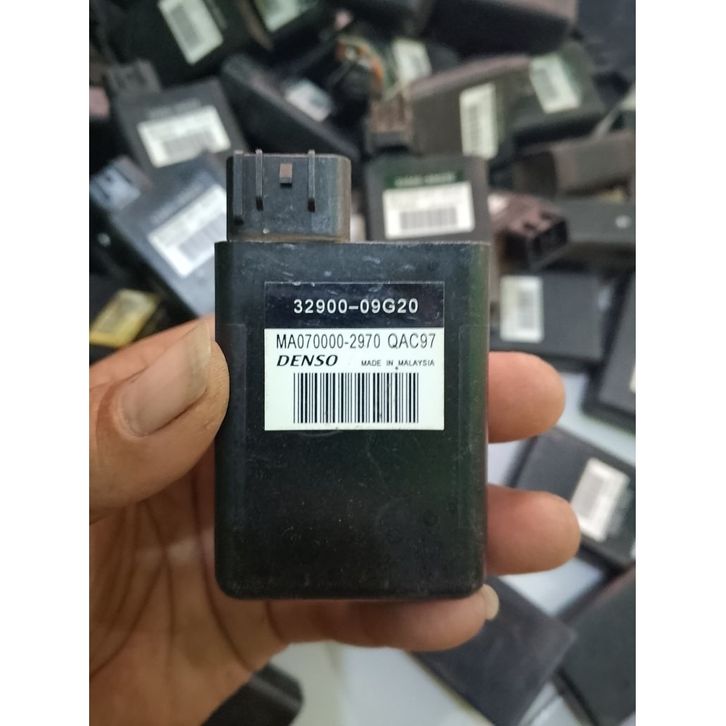 32900-09G20
MA070000-2970 QAC97
DENSO MADE IN MALAYSIA